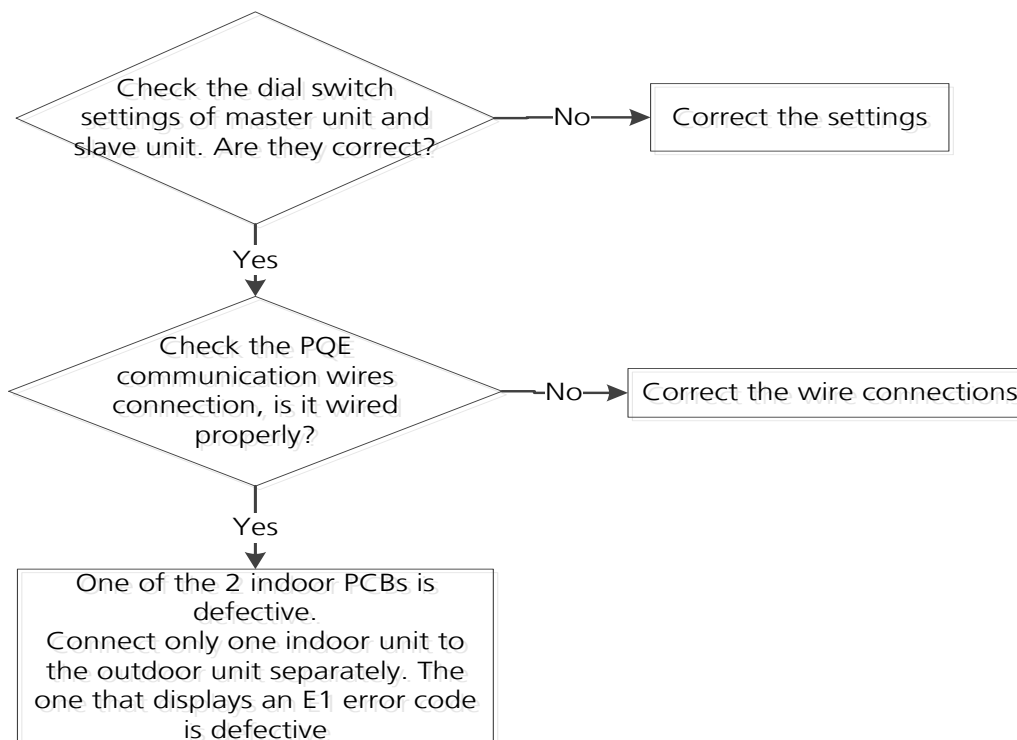 Check the dial switch
settings of master unit and
slave unit. Are they correct?
No
Correct the settings
Yes
Check the PQE
communication wires
connection, is it wired
properly?
No
Correct the wire connections
Yes
One of the 2 indoor PCBs is
defective.
Connect only one indoor unit to
the outdoor unit separately. The
one that displays an E1 error code
is defective